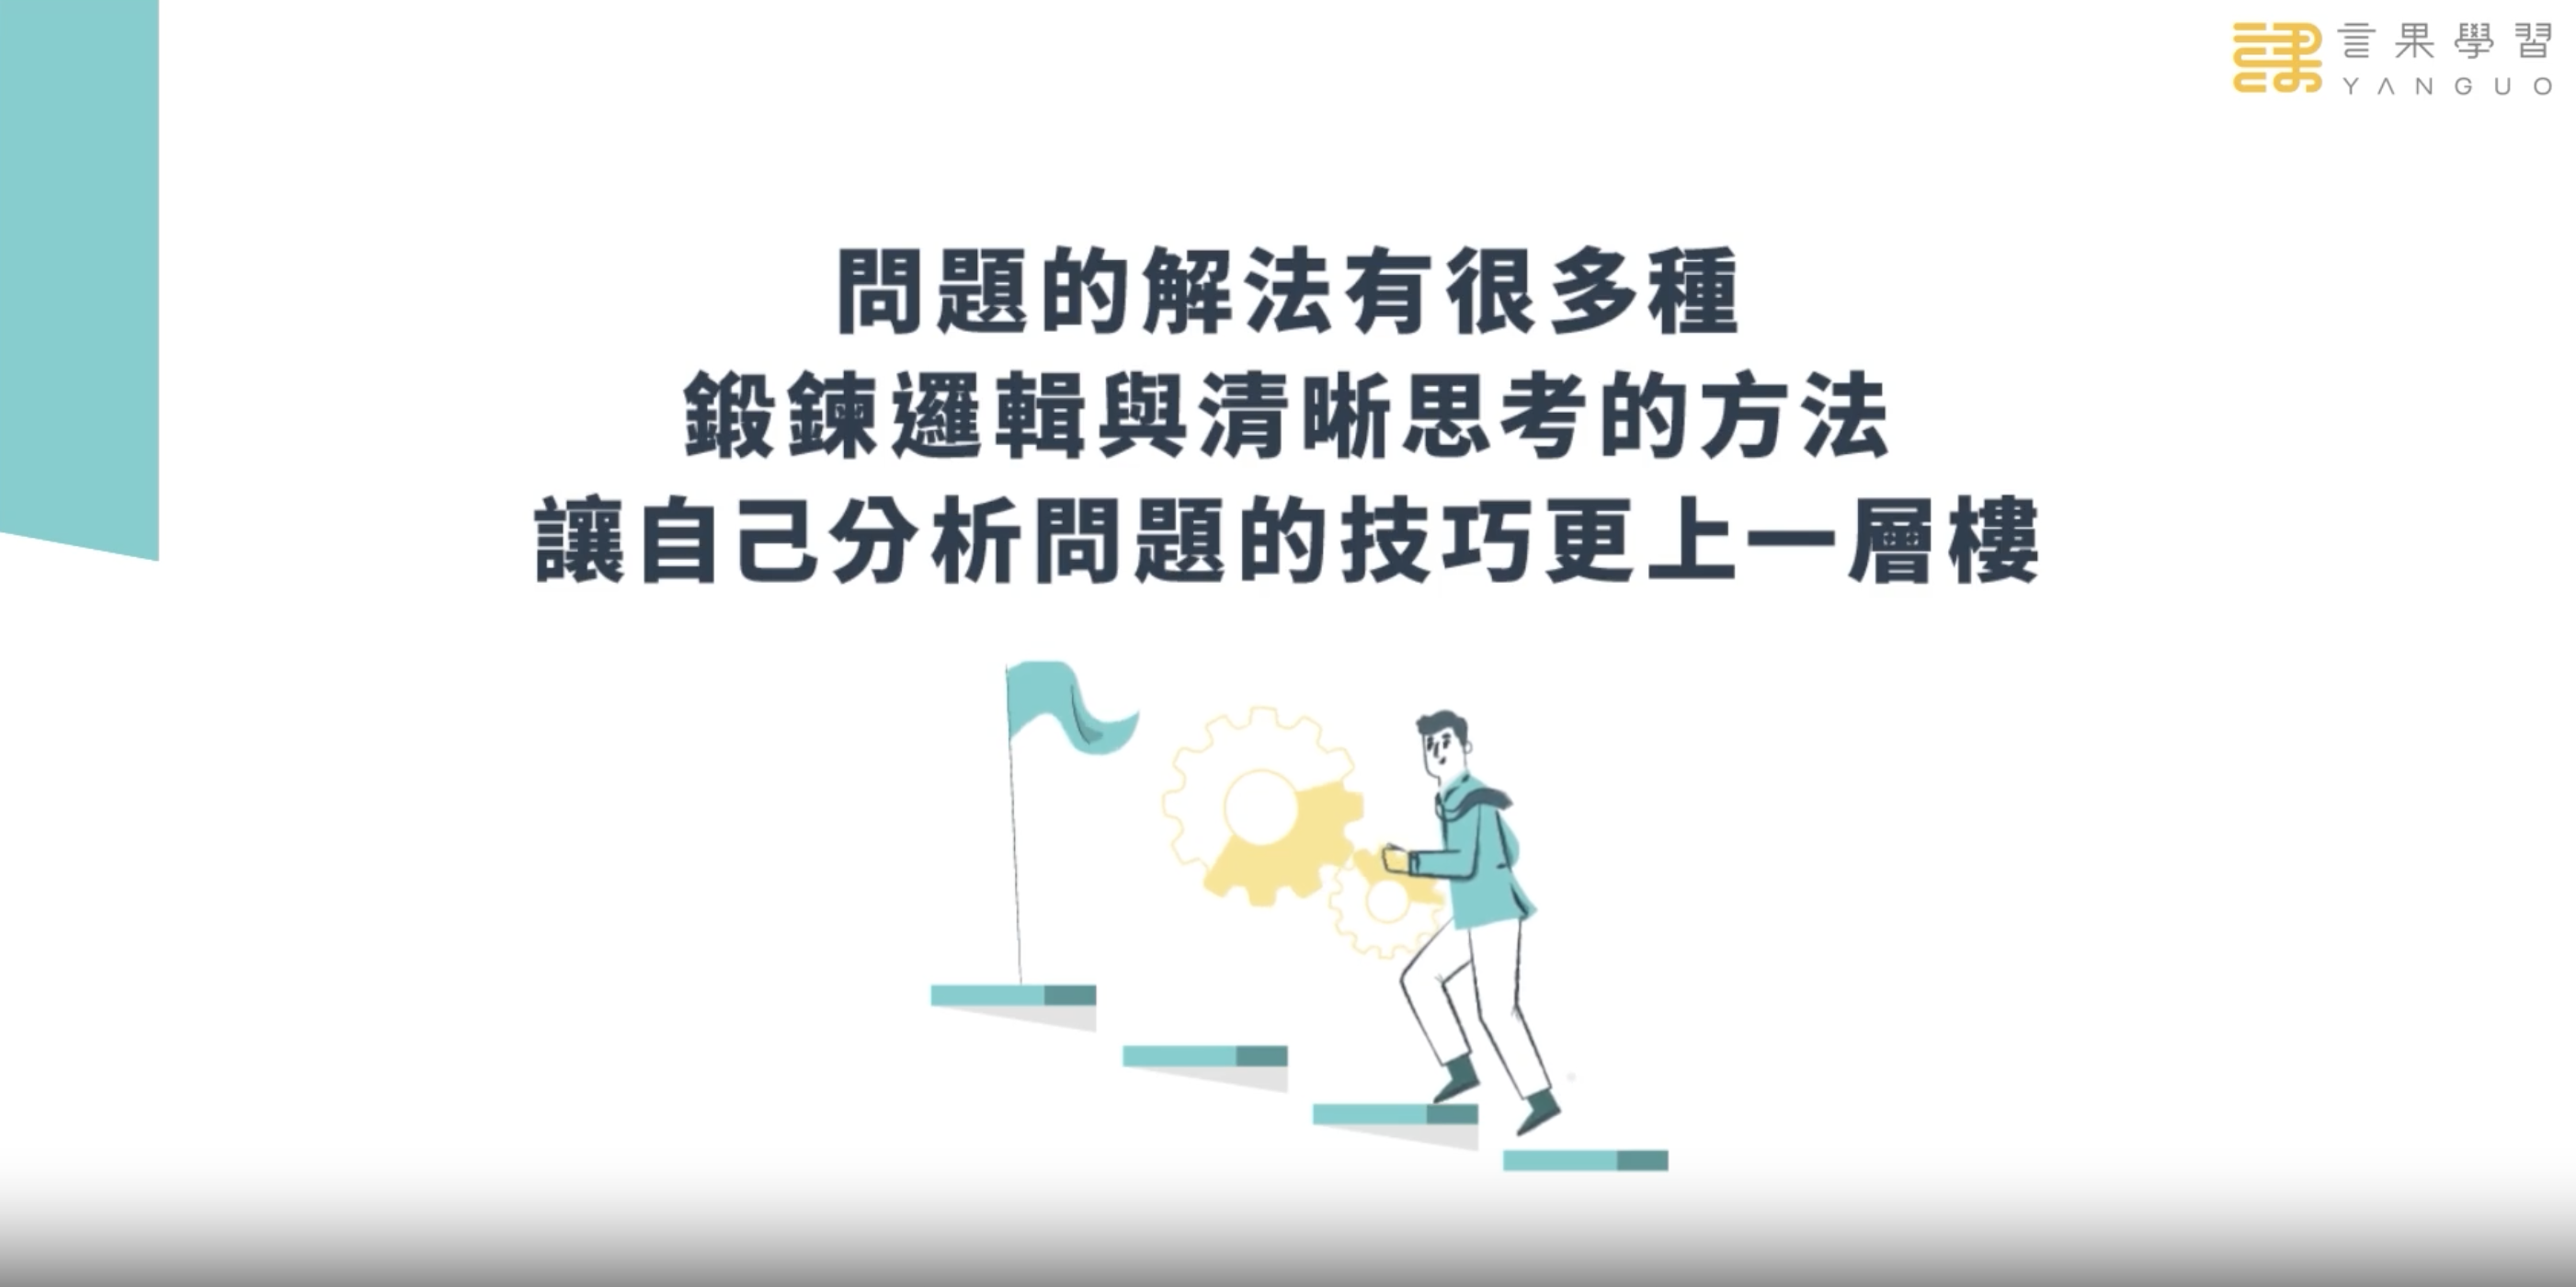 言果學習
YANGUO
問題的解法有很多種
鍛鍊邏輯與清晰思考的方法
讓自己分析問題的技巧更上一層樓